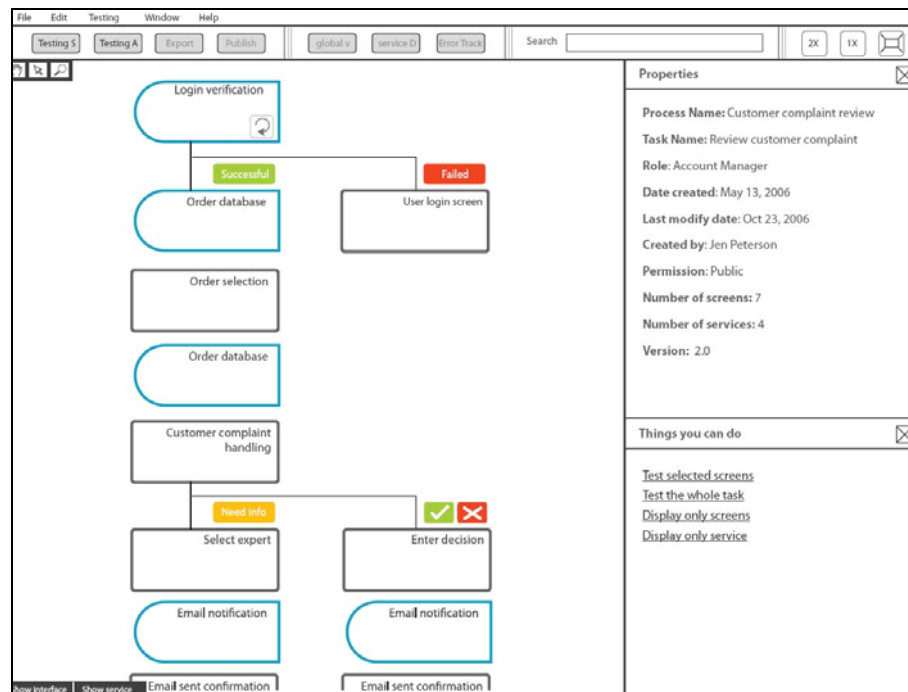 File Edit Testing Window Help
Testing S Testing A Export Publish global v service D Error Track Search 2X 1X
Login verification
Successful Failed
Order database User login screen
Order selection
Order database
Customer complaint
handling
Need info
Select expert Enter decision
Email notification Email notification
Email sent confirmation Email sent confirmation
Show interface Show service
Properties
Process Name: Customer complaint review
Task Name: Review customer complaint
Role: Account Manager
Date created: May 13, 2006
Last modify date: Oct 23, 2006
Created by: Jen Peterson
Permission: Public
Number of screens: 7
Number of services: 4
Version: 2.0
Things you can do
Test selected screens
Test the whole task
Display only screens
Display only service